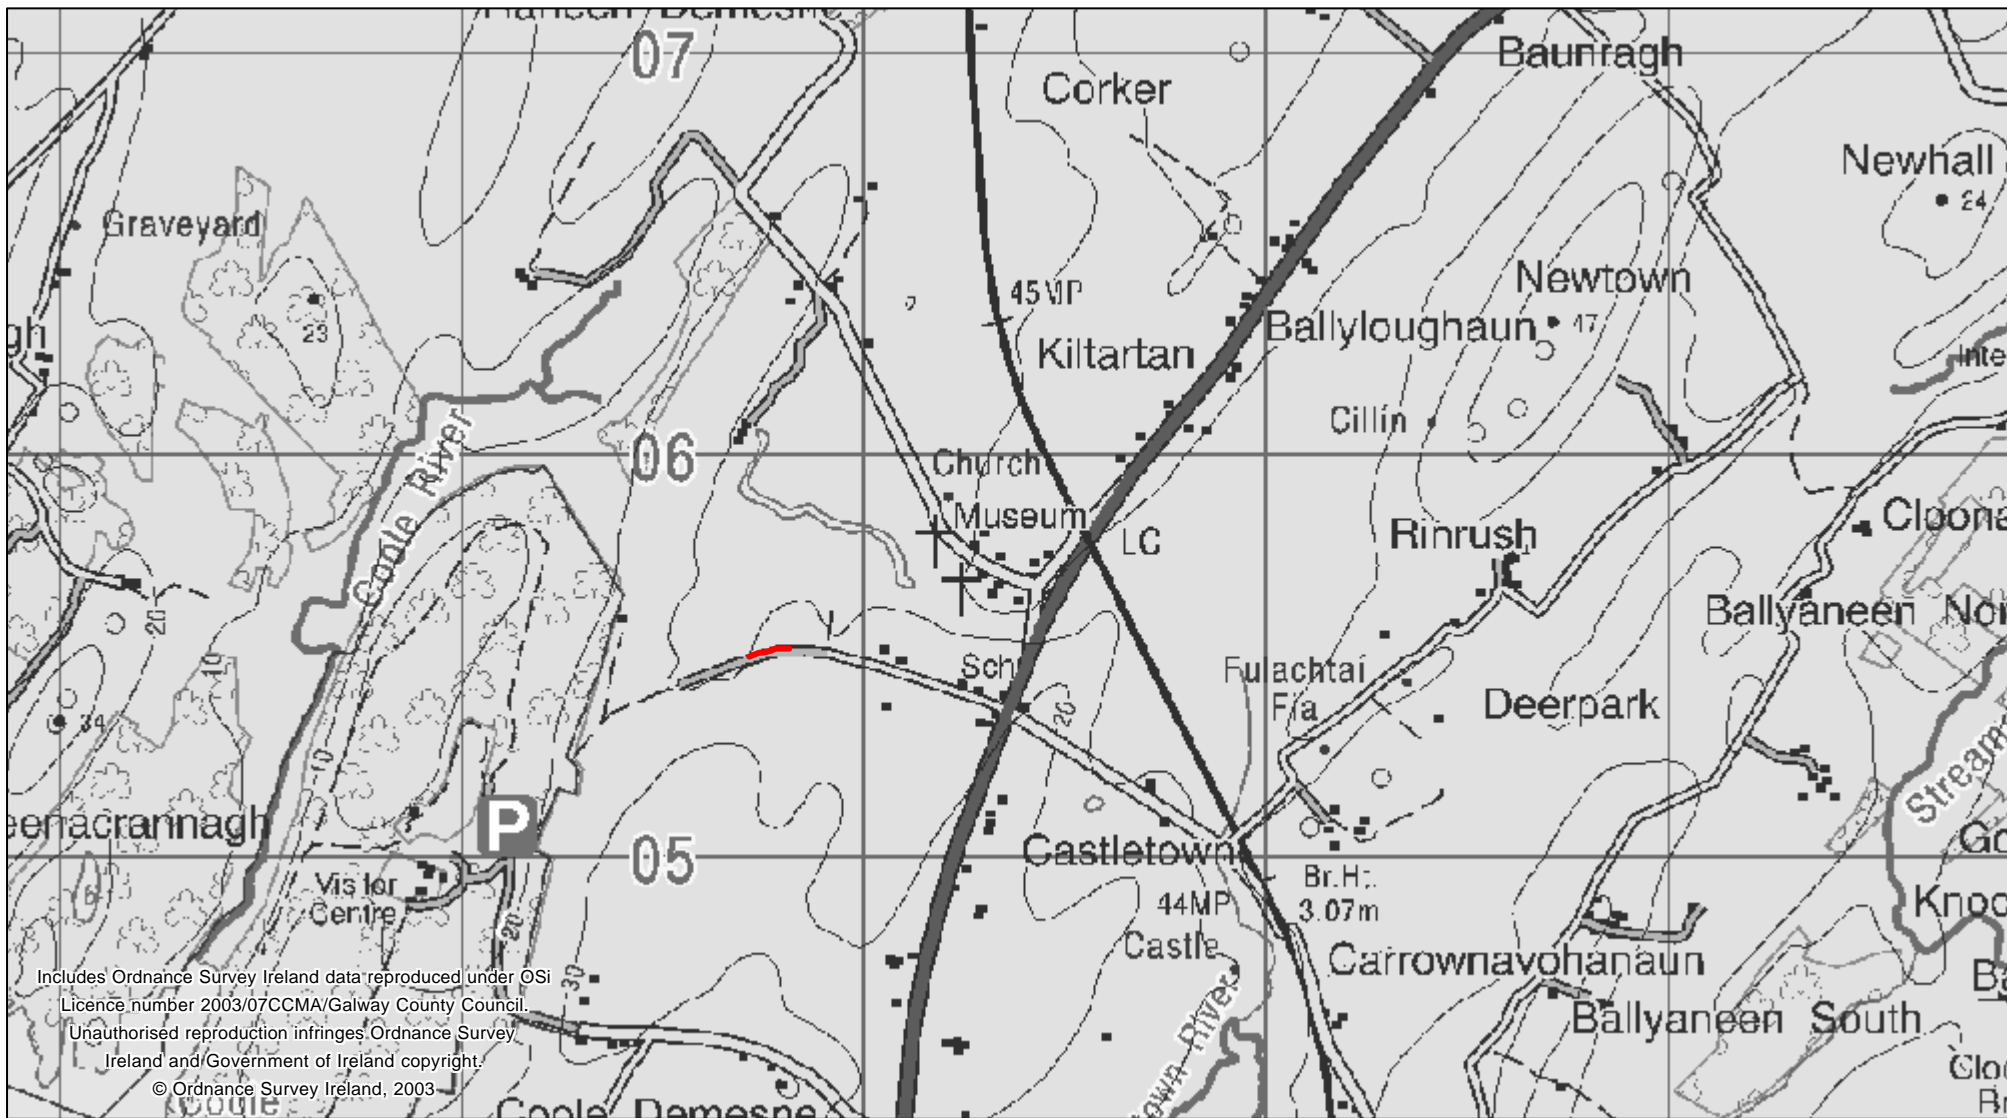 07
Corker
Baunragh
Newhall
24
Graveyard
23
45MP
Newtown
Kiltartan
Ballyloughaun
47
Cillín
Coole River
06
Church
Museum
LC
Rinrush
20
10
Ballyaneen
Sch
20
Fulachtaí
Fia
Deerpark
34
10
P
05
Castletown
Br.Ht.
3.07m
44MP
Castle
Visitor
Centre
20
30
Carrownavohanaun
Ballyaneen South
Stream
Includes Ordnance Survey Ireland data reproduced under OSi
Licence number 2003/07CCMA/Galway County Council.
Unauthorised reproduction infringes Ordnance Survey
Ireland and Government of Ireland copyright.
© Ordnance Survey Ireland, 2003
Coole
Coole Demesne
River